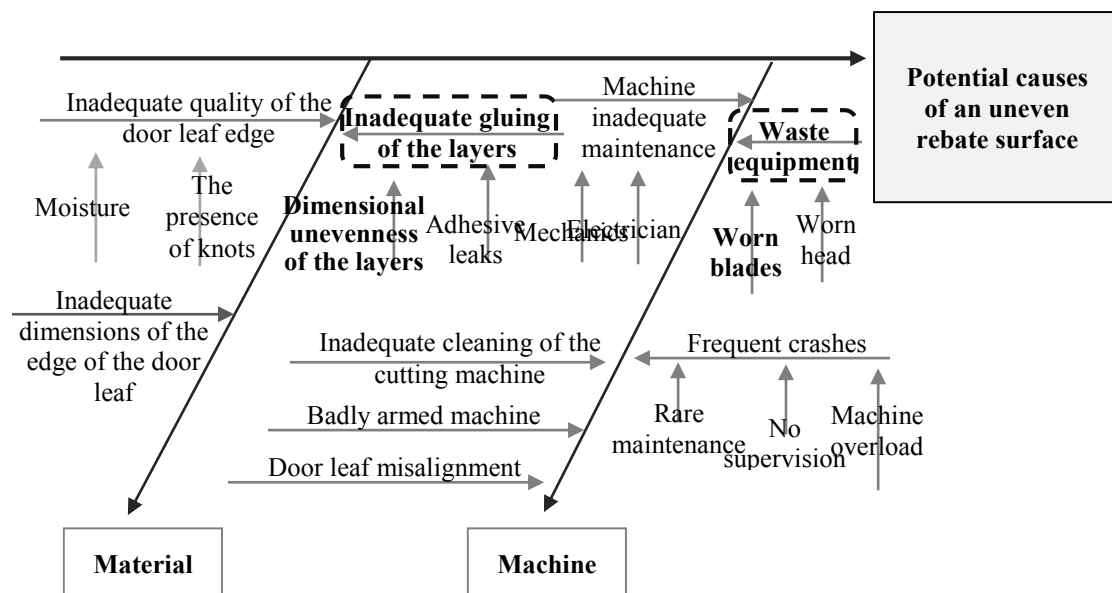 Potential causes
of an uneven
rebate surface
Inadequate quality of the
door leaf edge
Moisture
The
presence
of knots
Inadequate gluing
of the layers
Dimensional
unevenness
of the layers
Adhesive
leaks
Machine
inadequate
maintenance
Mechanics
Electrician
Waste
equipment
Worn
blades
Worn
head
Inadequate
dimensions of the
edge of the door
leaf
Inadequate cleaning of the
cutting machine
Badly armed machine
Door leaf misalignment
Frequent crashes
Rare
maintenance
No
supervision
Machine
overload
Material
Machine